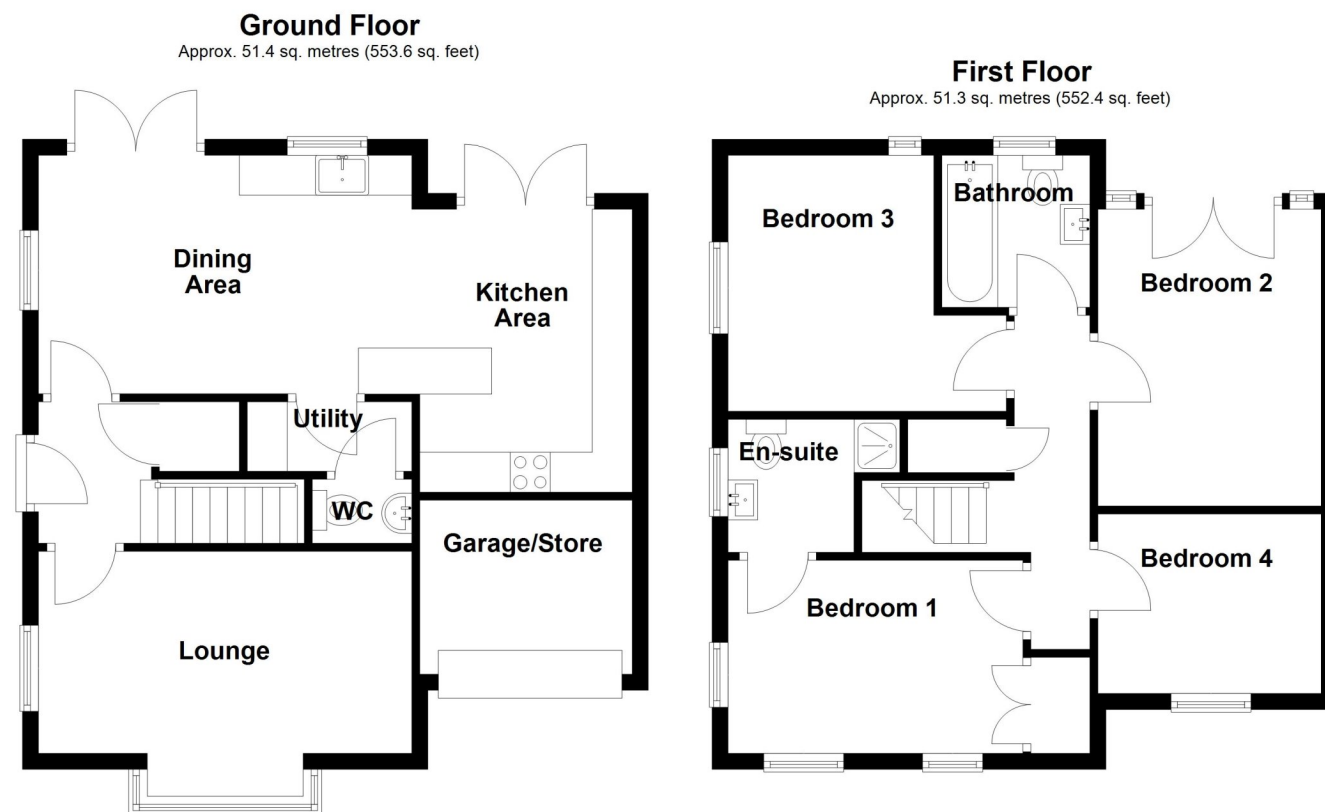 Ground Floor
Approx. 51.4 sq. metres (553.6 sq. feet)
Dining
Area
Kitchen
Area
Utility
WC
Garage/Store
Lounge
First Floor
Approx. 51.3 sq. metres (552.4 sq. feet)
Bedroom 3
Bathroom
Bedroom 2
En-suite
Bedroom 4
Bedroom 1